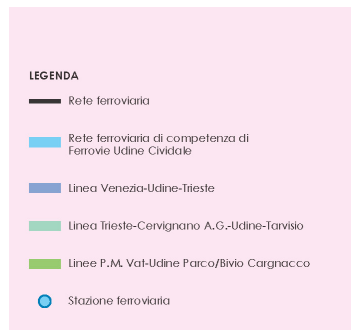 LEGENDA
Rete ferroviaria
Rete ferroviaria di competenza di
Ferrovie Udine Cividale
Linea Venezia-Udine-Trieste
Linea Trieste-Cervignano A.G.-Udine-Tarvisio
Linee P.M. Vat-Udine Parco/Bivio Cargnacco
Stazione ferroviaria